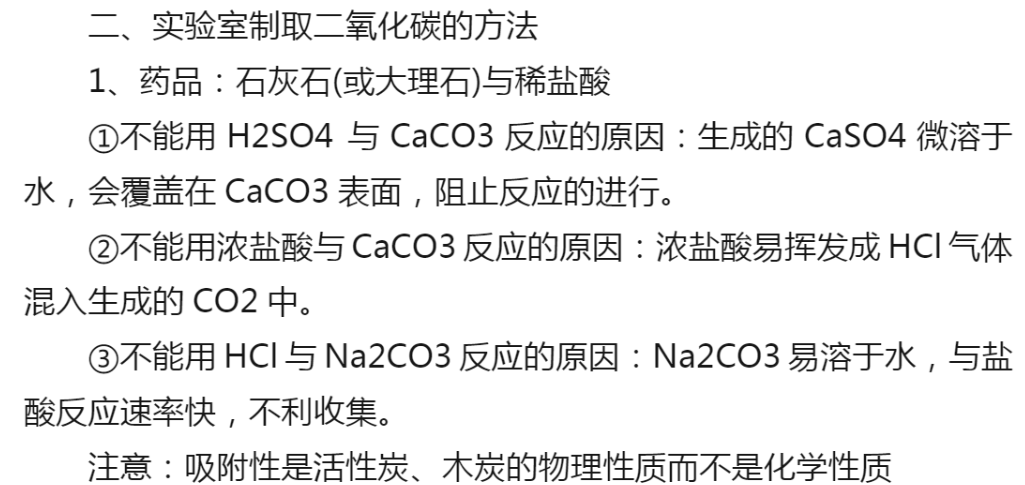 二、实验室制取二氧化碳的方法
1、药品：石灰石(或大理石)与稀盐酸
①不能用 H2SO4 与 CaCO3 反应的原因：生成的 CaSO4 微溶于
水，会覆盖在 CaCO3 表面，阻止反应的进行。
②不能用浓盐酸与 CaCO3 反应的原因：浓盐酸易挥发成 HCl 气体
混入生成的 CO2 中。
③不能用 HCl 与 Na2CO3 反应的原因：Na2CO3 易溶于水，与盐
酸反应速率快，不利收集。
注意：吸附性是活性炭、木炭的物理性质而不是化学性质